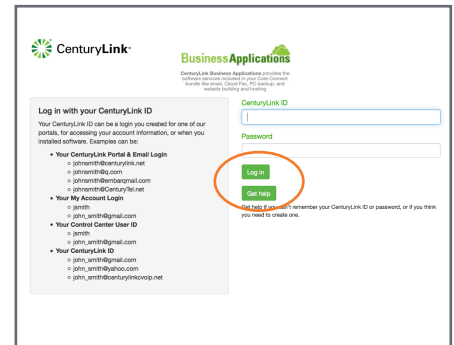 CenturyLink®
BusinessApplications
CenturyLink Business Applications provides the
software services included in your Core Connect
bundle like email, Cloud Fax, PC backup, and
website building and hosting
Log in with your CenturyLink ID
Your CenturyLink ID can be a login you created for one of our
portals, for accessing your account information, or when you
installed software. Examples can be:
• Your CenturyLink Portal & Email Login
○ johnsmith@centurylink.net
○ johnsmith@q.com
○ johnsmith@embarqmail.com
○ johnsmith@CenturyTel.net
• Your My Account Login
○ jsmith
○ john_smith@gmail.com
• Your Control Center User ID
○ jsmith
○ john_smith@gmail.com
• Your CenturyLink ID
○ john_smith@gmail.com
○ john_smith@yahoo.com
○ john_smith@centurylinkcvoip.net
CenturyLink ID
Password
Log in
Get help
Get help if you can't remember your CenturyLink ID or password, or if you think
you need to create one.